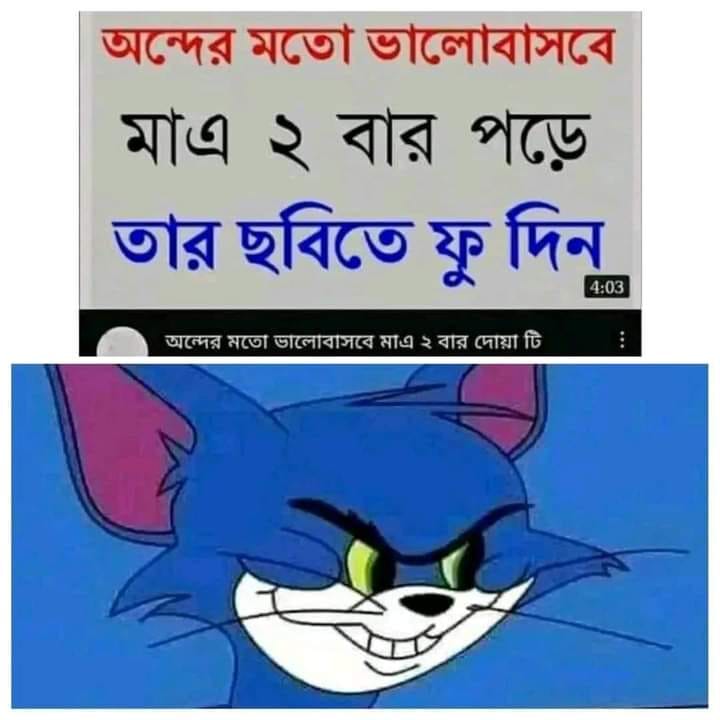 অন্দের মতো ভালোবাসবে
মাএ ২ বার পড়ে
তার ছবিতে ফু দিন
4:03
অন্দের মতো ভালোবাসবে মাএ ২ বার দোয়া টি